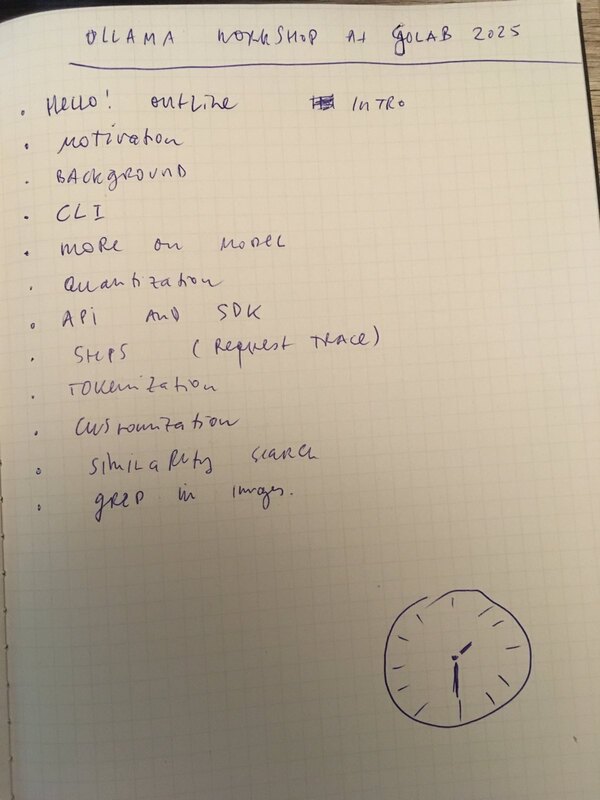 OLLAMA WORKSHOP At GOLAB 2025
• Hello! outline INTRO
• Motivation
• BACKGROUND
• CLI
• MORE on MODEL
• Quantization
• API AND SDK
• STEPS (Request TRACE)
• Tokenization
• Customization
• SIMILARITY SEARCH
• GREP in images.